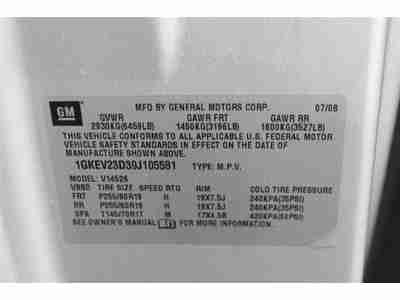 GM
MFD BY GENERAL MOTORS CORP. 07/08
GVWR GAWR FRT GAWR RR
2930KG(6459LB) 1450KG(3196LB) 1600KG(3527LB)
THIS VEHICLE CONFORMS TO ALL APPLICABLE U.S. FEDERAL MOTOR
VEHICLE SAFETY STANDARDS IN EFFECT ON THE DATE OF
MANUFACTURE SHOWN ABOVE.
1GKEV23D39J105581 TYPE: M.P.V.
MODEL: V14526
TIRE SIZE SPEED RTG RIM COLD TIRE PRESSURE
FRT P255/65R18 H 18X7.5J 240KPA(35PSI)
RR P255/65R18 H 18X7.5J 240KPA(35PSI)
SPA T145/70R17 M 17X4.5B 420KPA(60PSI)
SEE OWNER'S MANUAL FOR MORE INFORMATION.